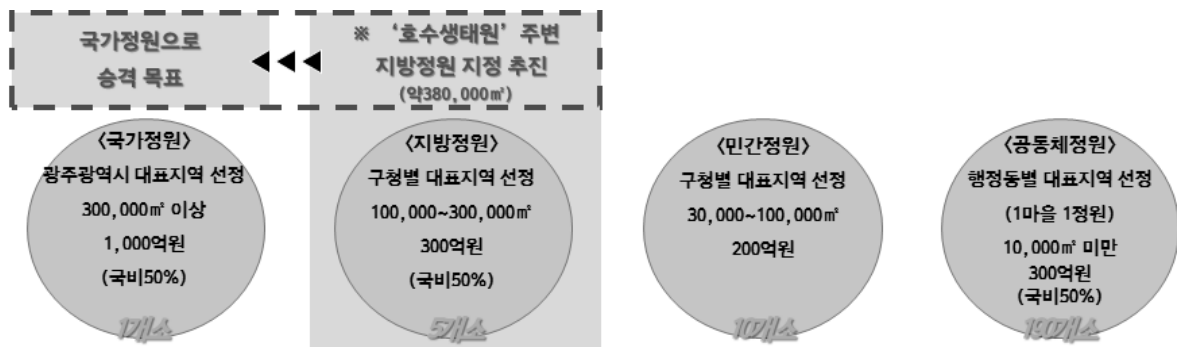 국가정원으로
승격 목표
※ ‘호수생태원’ 주변
지방정원 지정 추진
(약380,000㎡)
<국가정원>
광주광역시 대표지역 선정
300,000㎡ 이상
1,000억원
(국비50%)
1개소
<지방정원>
구청별 대표지역 선정
100,000~300,000㎡
300억원
(국비50%)
5개소
<민간정원>
구청별 대표지역 선정
30,000~100,000㎡
200억원
10개소
<공동체정원>
행정동별 대표지역 선정
(1마을 1정원)
10,000㎡ 미만
300억원
(국비50%)
190개소